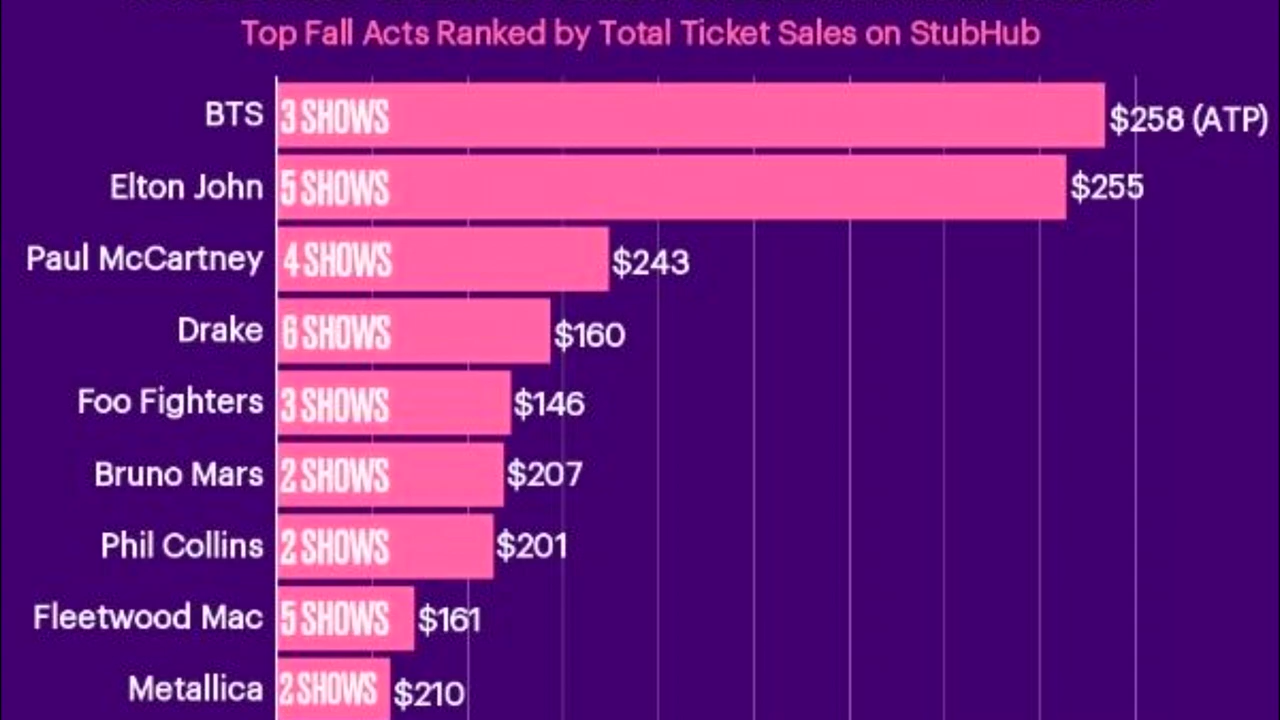 Top Fall Acts Ranked by Total Ticket Sales on StubHub
BTS 3 SHOWS $258 (ATP)
Elton John 5 SHOWS $255
Paul McCartney 4 SHOWS $243
Drake 6 SHOWS $160
Foo Fighters 3 SHOWS $146
Bruno Mars 2 SHOWS $207
Phil Collins 2 SHOWS $201
Fleetwood Mac 5 SHOWS $161
Metallica 2 SHOWS $210